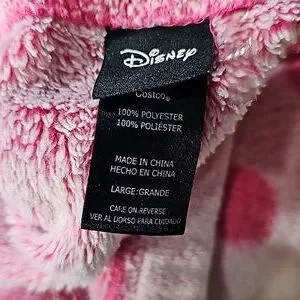 Disney
Costco®
100% POLYESTER
100% POLIÉSTER
MADE IN CHINA
HECHO EN CHINA
LARGE:GRANDE
CARE ON REVERSE
VER AL DORSO PARA CUIDADO